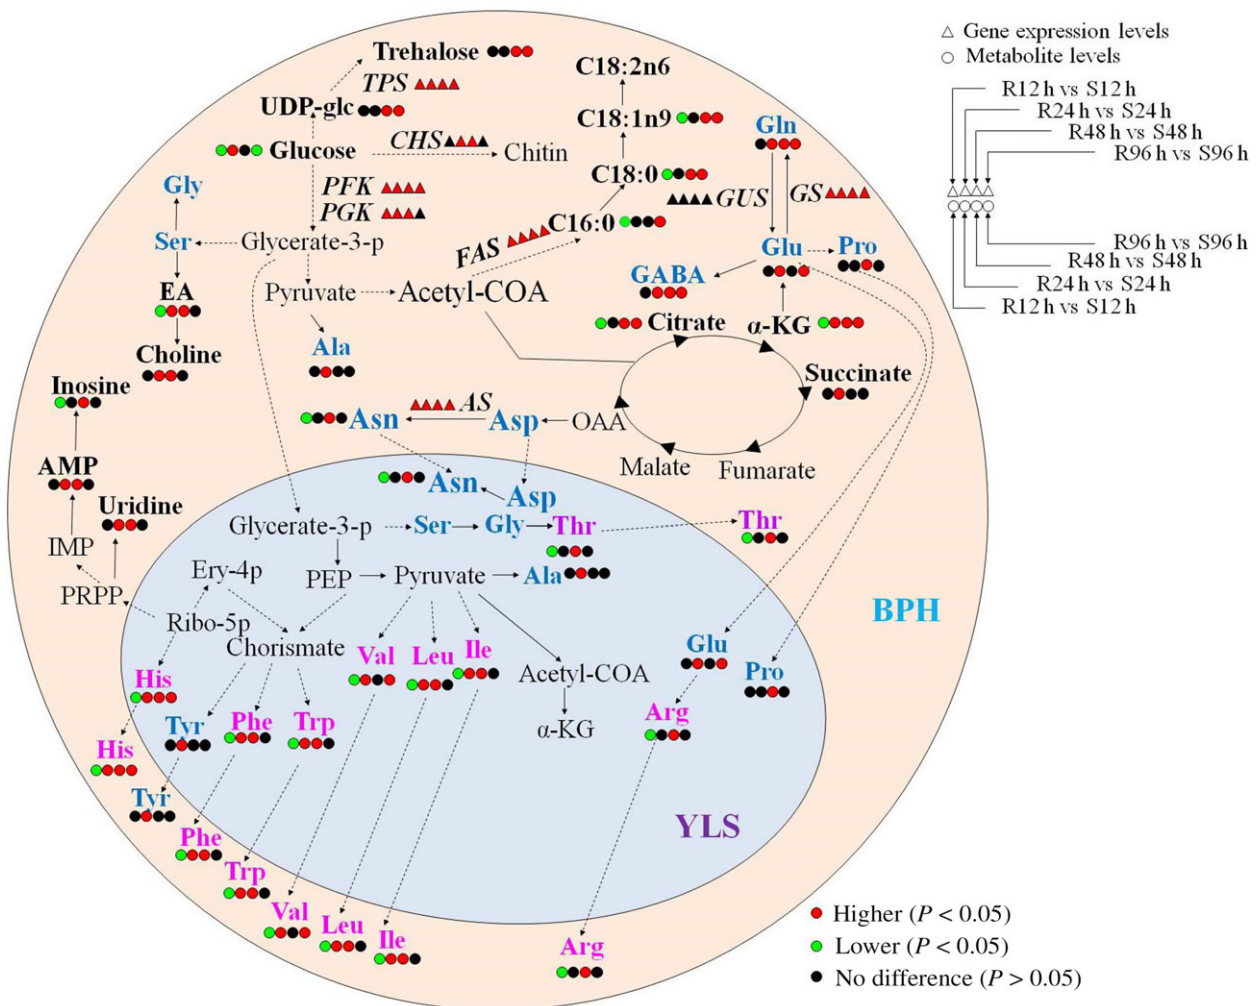 Trehalose
TPS
UDP-glc
Glucose
CHS
Chitin
PFK
PGK
Gly
Ser
Glycerate-3-p
EA
Pyruvate
Acetyl-COA
FAS
C16:0
C18:0
C18:1n9
C18:2n6
Gln
GUS
GS
Glu
Pro
GABA
Citrate
α-KG
Succinate
Fumarate
Malate
OAA
Choline
Ala
Inosine
Asn
AS
Asp
AMP
Uridine
IMP
PRPP
Asn
Asp
Glycerate-3-p
Ser
Gly
Thr
Thr
Ery-4p
PEP
Pyruvate
Ala
Ribo-5p
Chorismate
BPH
His
Val
Leu
Ile
Acetyl-COA
Glu
Pro
Tyr
Phe
Trp
α-KG
Arg
His
Tyr
YLS
Phe
Trp
Val
Leu
Ile
Arg
Gene expression levels
Metabolite levels
R12 h vs S12 h
R24 h vs S24 h
R48 h vs S48 h
R96 h vs S96 h
R96 h vs S96 h
R48 h vs S48 h
R24 h vs S24 h
R12 h vs S12 h
Higher (P < 0.05)
Lower (P < 0.05)
No difference (P > 0.05)